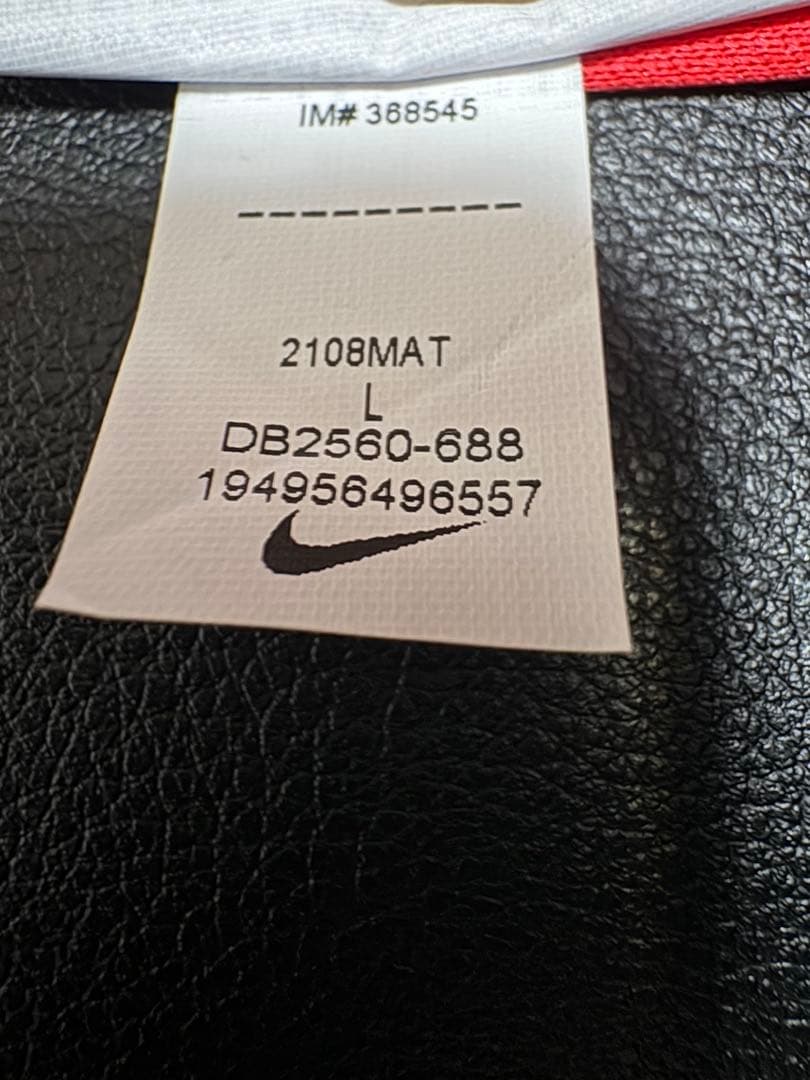 IM# 368545
---------
2108MAT
L
DB2560-688
194956496557